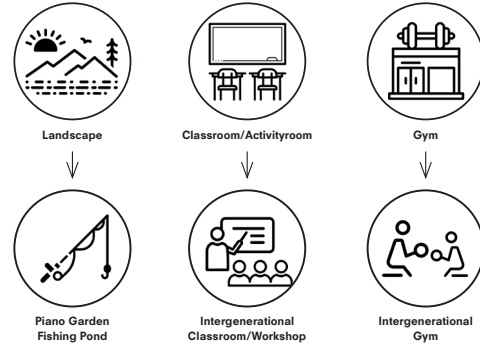 Landscape
Classroom/Activityroom
Gym
Piano Garden
Fishing Pond
Intergenerational
Classroom/Workshop
Intergenerational
Gym